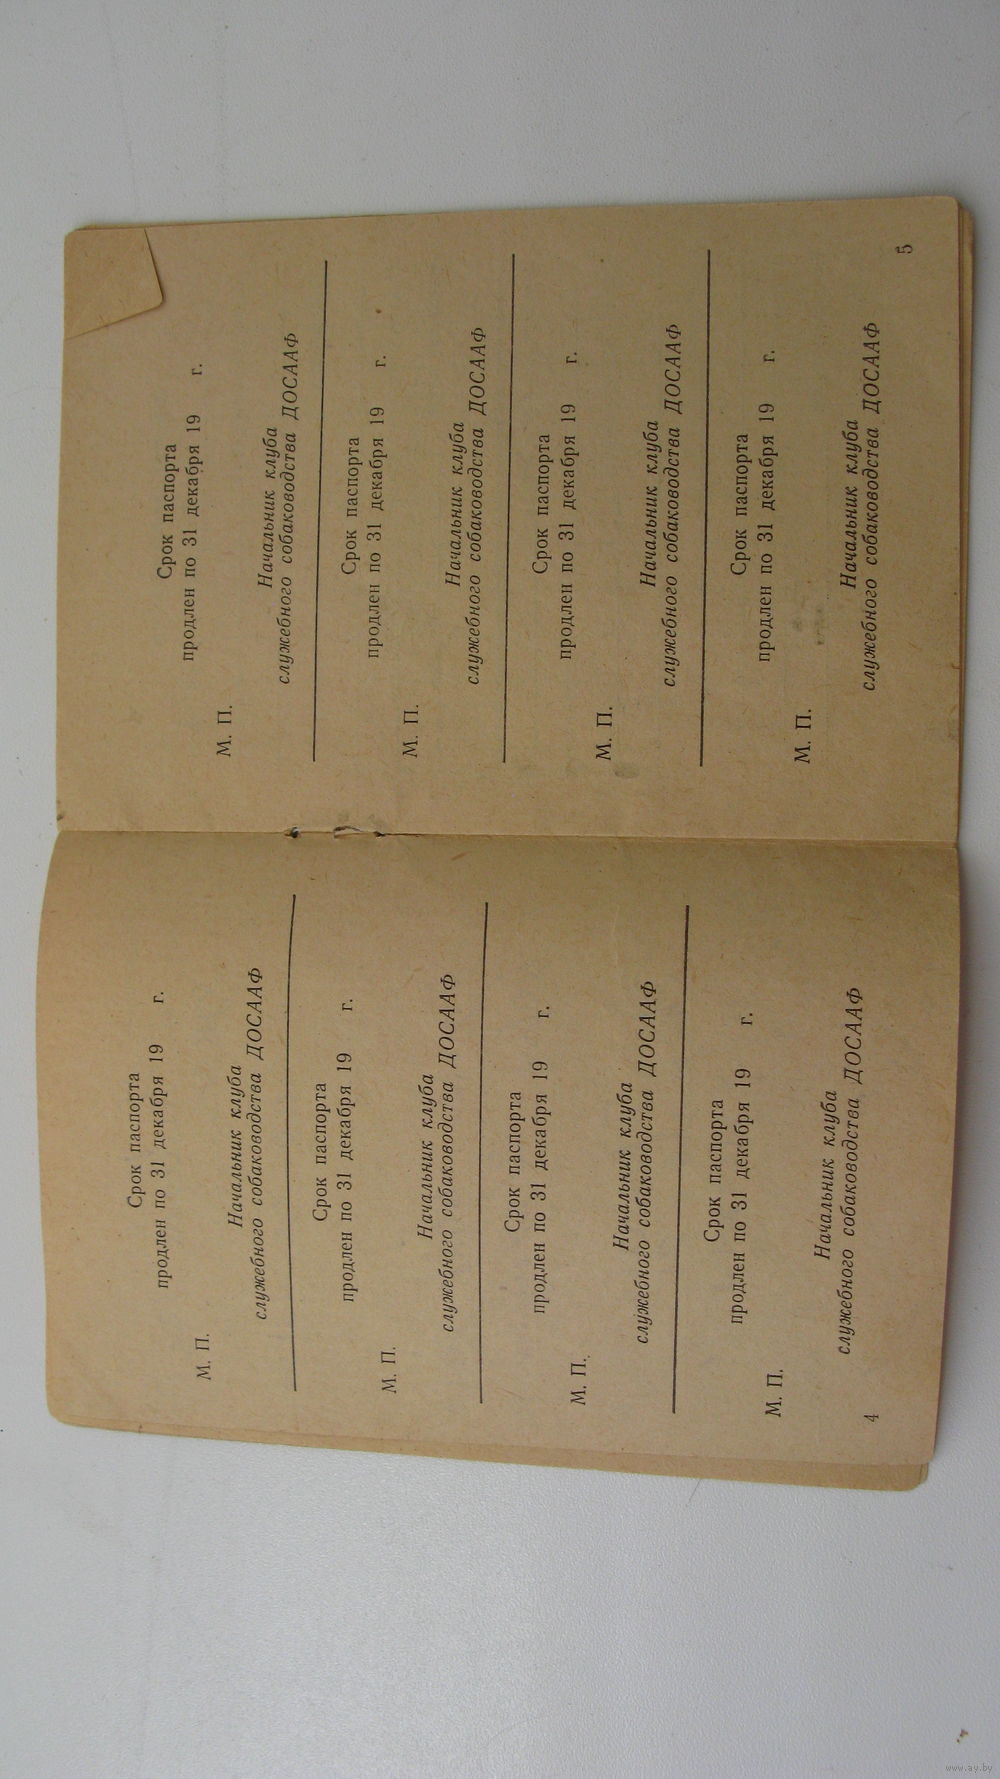 Срок паспорта
продлен по 31 декабря 19 г.
М. П.
Начальник клуба
служебного собаководства ДОСААФ
Срок паспорта
продлен по 31 декабря 19 г.
М. П.
Начальник клуба
служебного собаководства ДОСААФ
Срок паспорта
продлен по 31 декабря 19 г.
М. П.
Начальник клуба
служебного собаководства ДОСААФ
Срок паспорта
продлен по 31 декабря 19 г.
М. П.
Начальник клуба
служебного собаководства ДОСААФ
4
Срок паспорта
продлен по 31 декабря 19 г.
М. П.
Начальник клуба
служебного собаководства ДОСААФ
Срок паспорта
продлен по 31 декабря 19 г.
М. П.
Начальник клуба
служебного собаководства ДОСААФ
Срок паспорта
продлен по 31 декабря 19 г.
М. П.
Начальник клуба
служебного собаководства ДОСААФ
Срок паспорта
продлен по 31 декабря 19 г.
М. П.
Начальник клуба
служебного собаководства ДОСААФ
5
www.ay.by